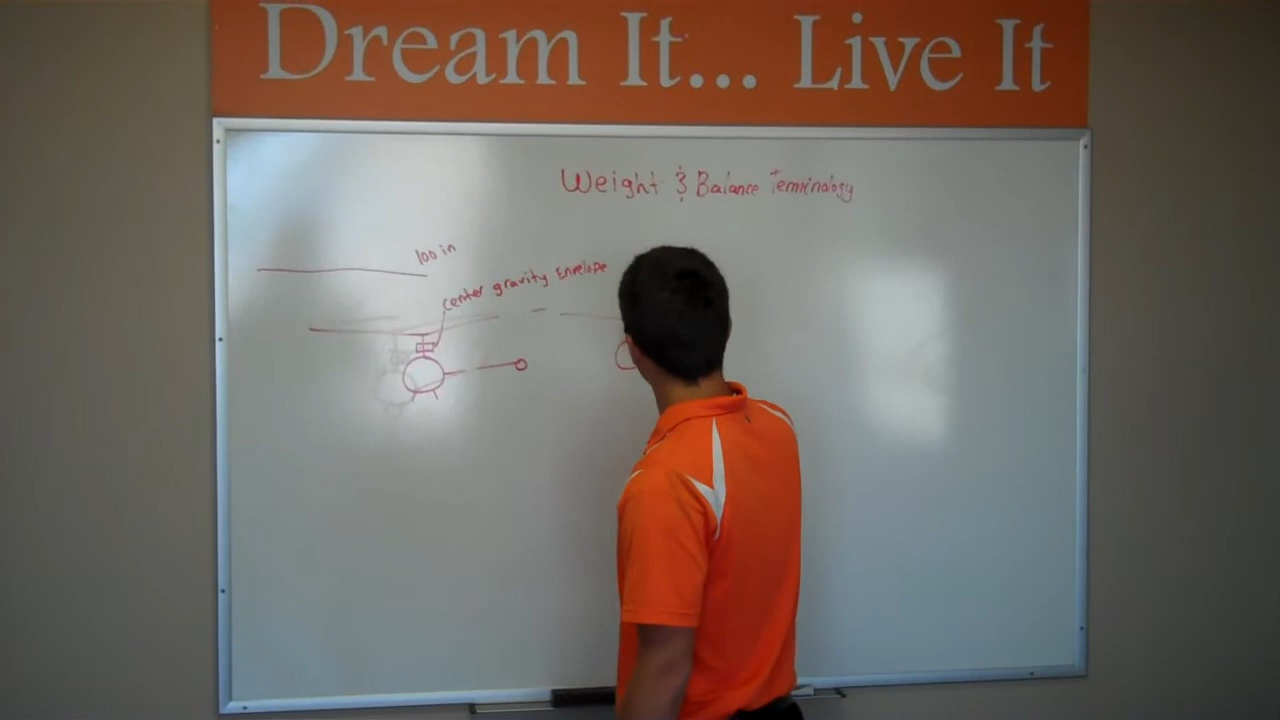 Dream It... Live It
Weight & Balance Terminology
100 in
center gravity Envelope